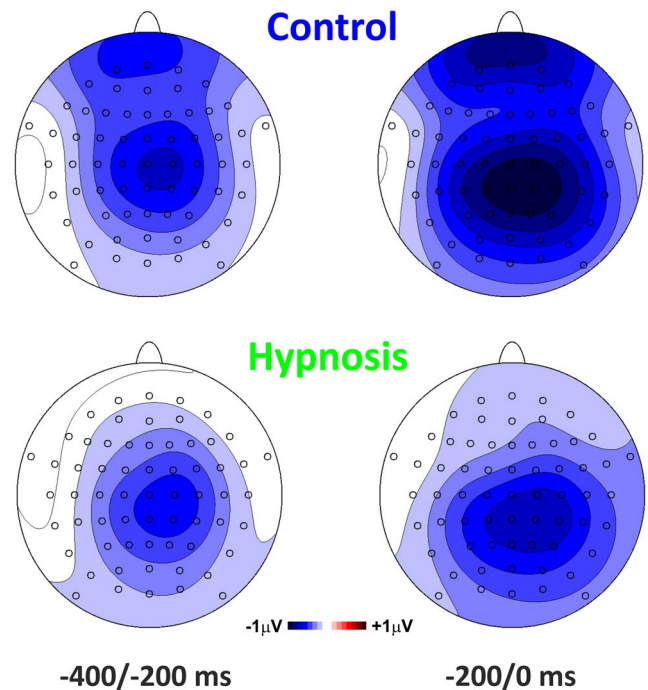 Control
Hypnosis
-1μV +1μV
-400/-200 ms
-200/0 ms